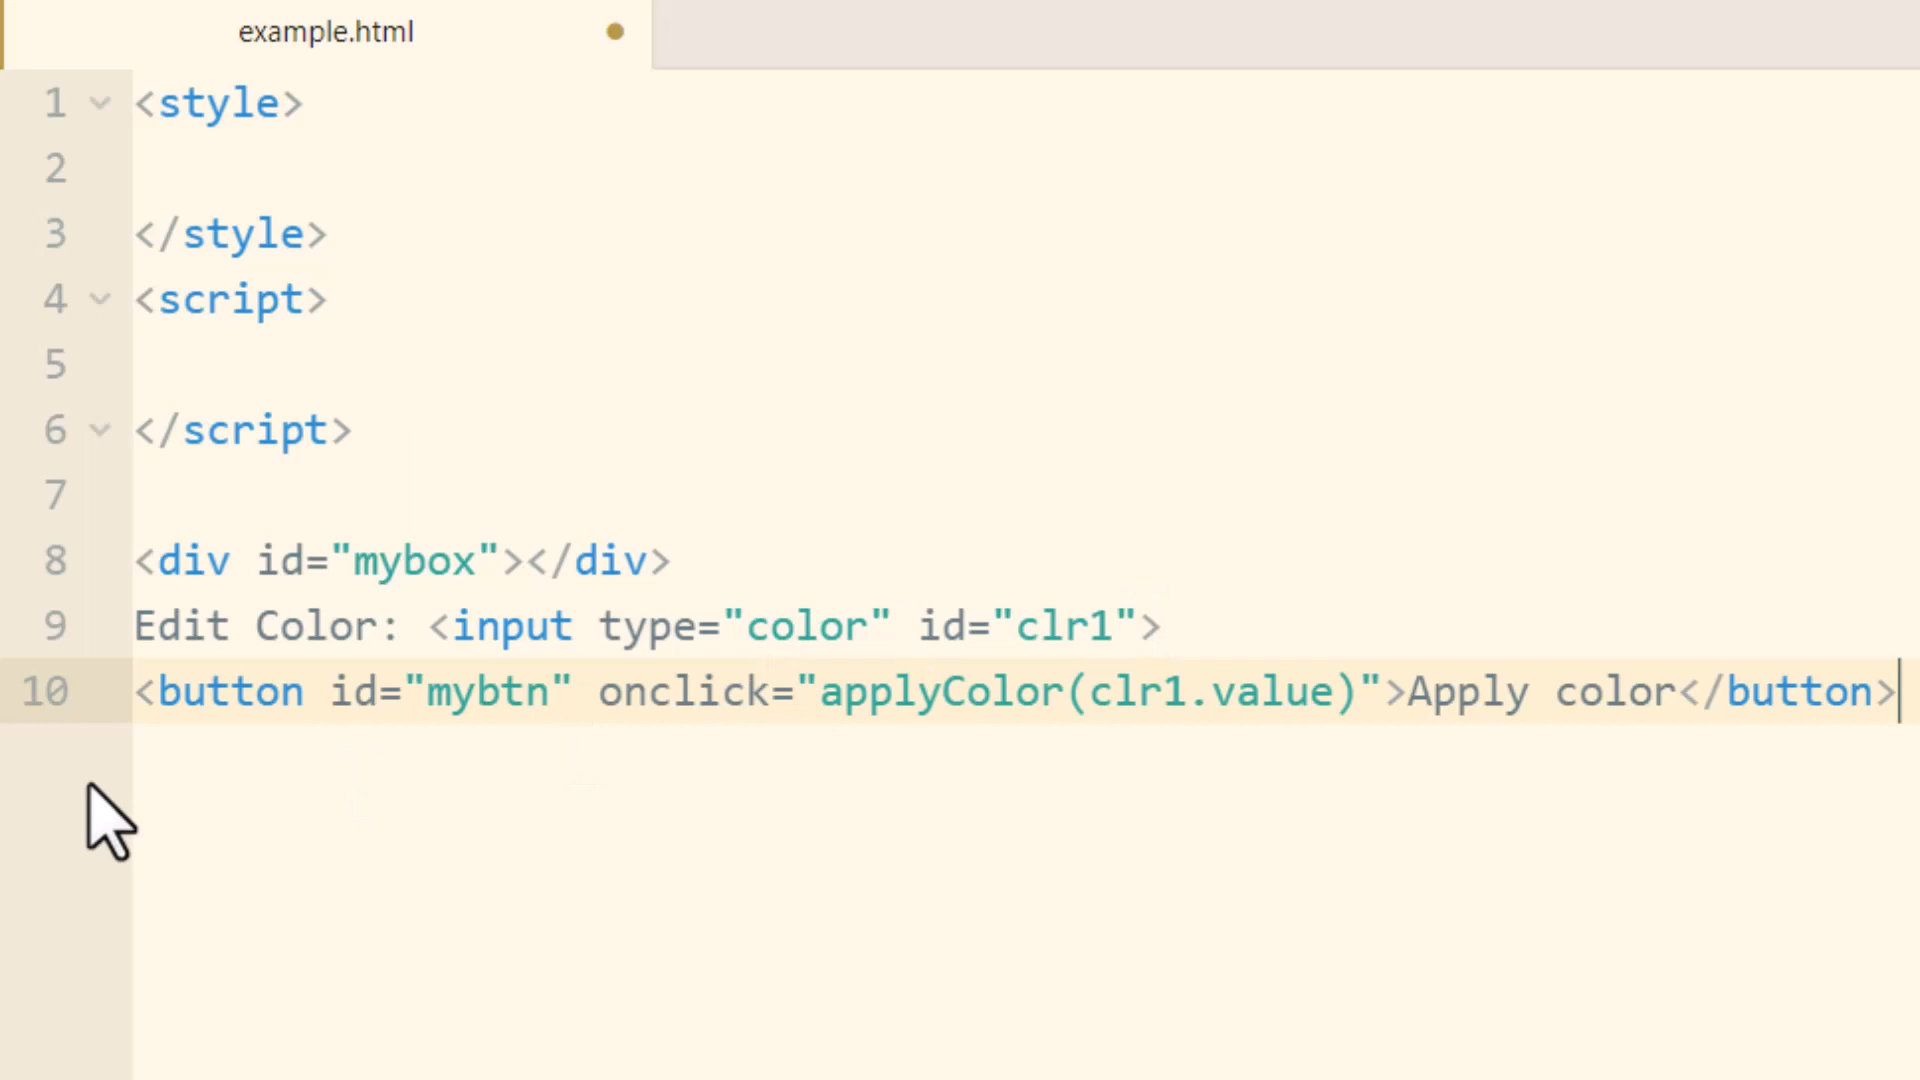 example.html
1 <style>
2
3 </style>
4 <script>
5
6 </script>
7
8 <div id="mybox"></div>
9 Edit Color: <input type="color" id="clr1">
10 <button id="mybtn" onclick="applyColor(clr1.value)">Apply color</button>